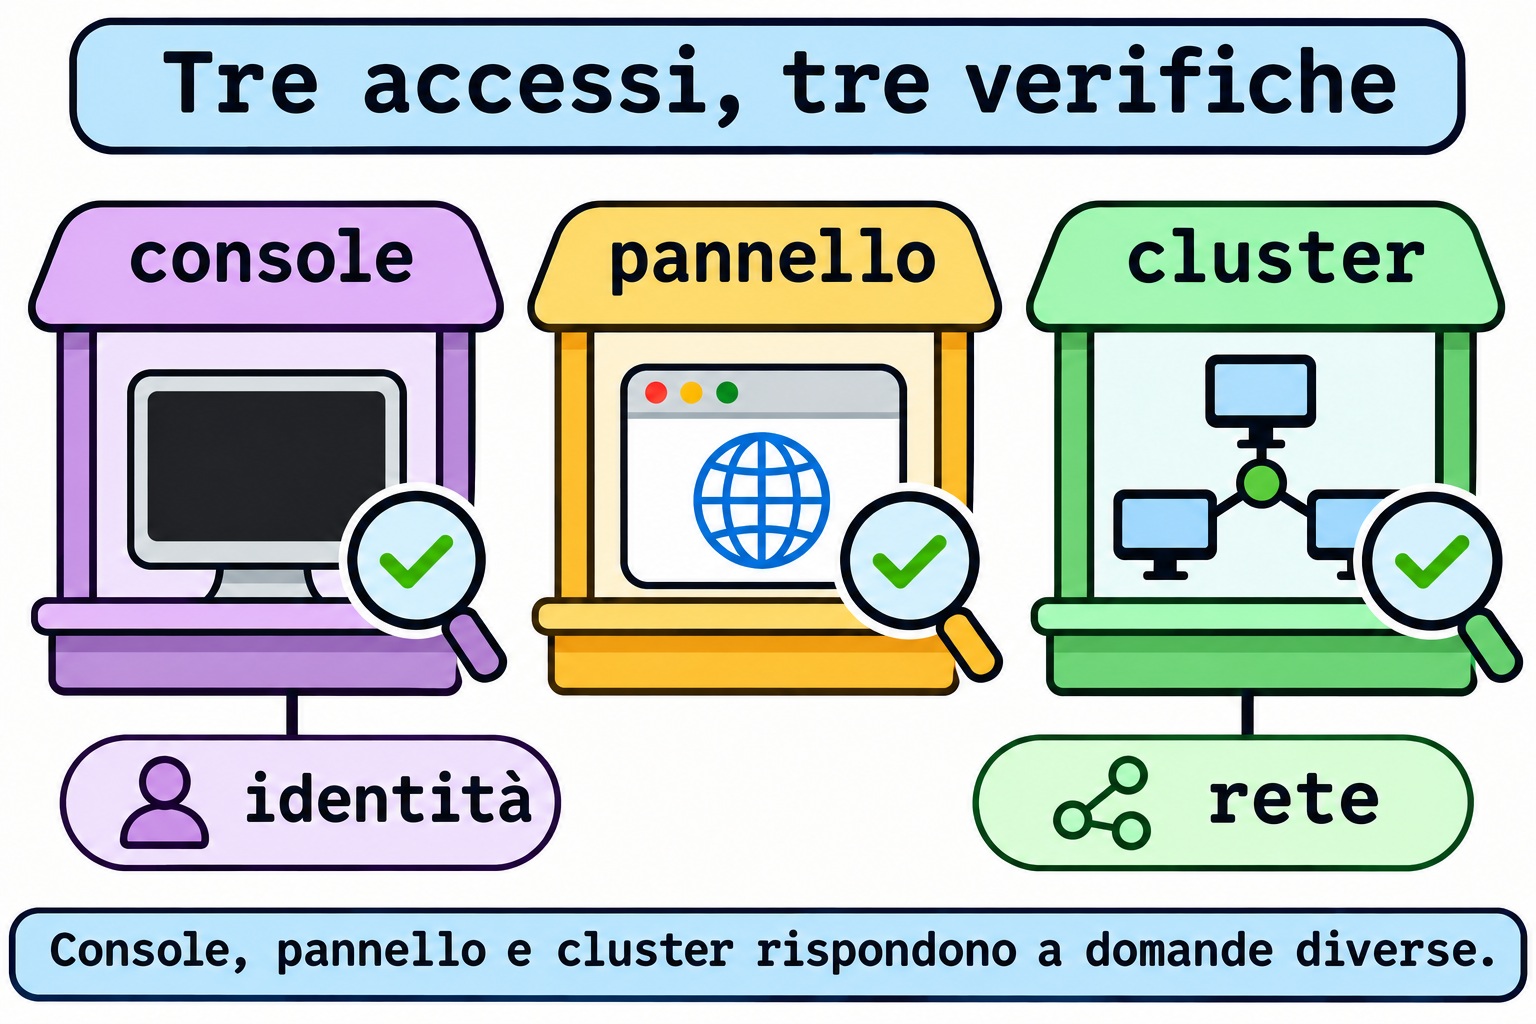 Tre accessi, tre verifiche
console
pannello
cluster
identità
rete
Console, pannello e cluster rispondono a domande diverse.